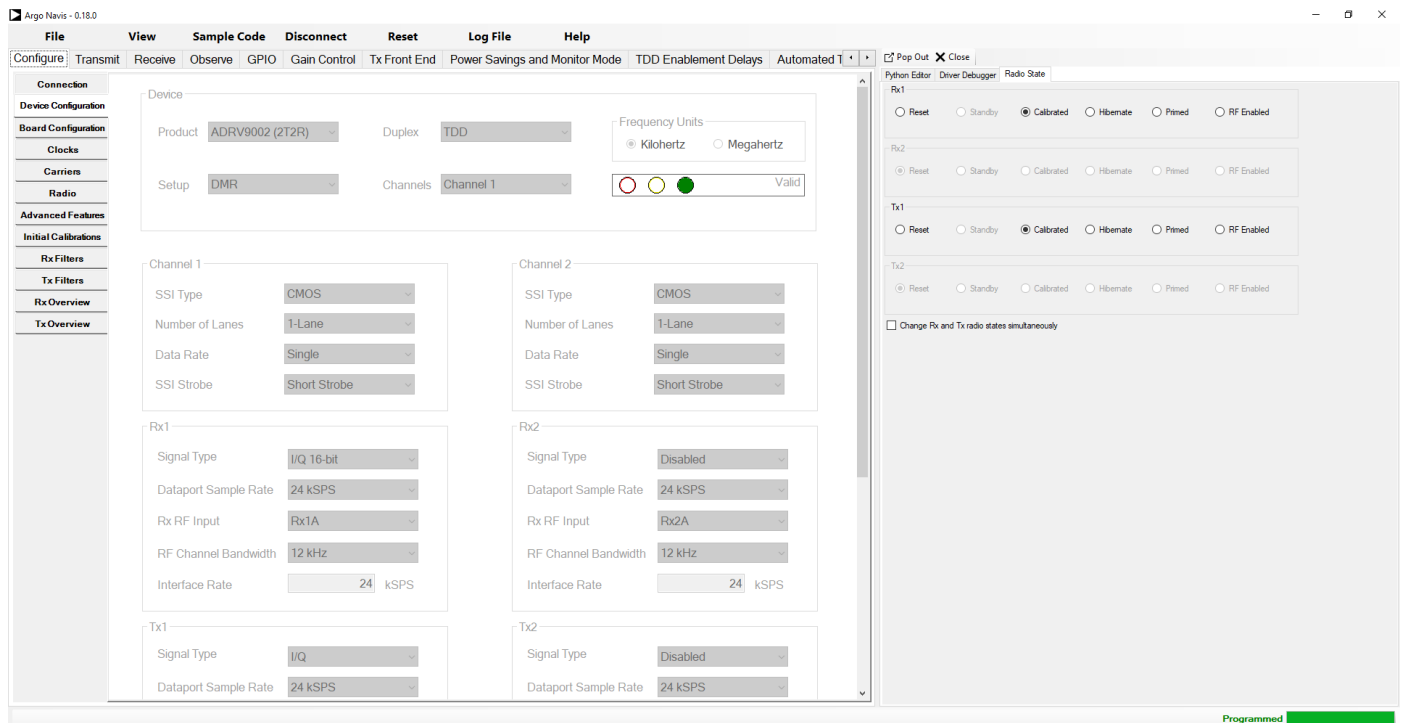 Argo Navis - 0.18.0
File View Sample Code Disconnect Reset Log File Help
Configure Transmit Receive Observe GPIO Gain Control Tx Front End Power Savings and Monitor Mode TDD Enablement Delays Automated T
Connection
Device Configuration
Board Configuration
Clocks
Carriers
Radio
Advanced Features
Initial Calibrations
Rx Filters
Tx Filters
Rx Overview
Tx Overview
Device
Product ADRV9002 (2T2R) Duplex TDD
Frequency Units
Kilohertz Megahertz
Setup DMR Channels Channel 1
Valid
Channel 1
SSI Type CMOS
Number of Lanes 1-Lane
Data Rate Single
SSI Strobe Short Strobe
Channel 2
SSI Type CMOS
Number of Lanes 1-Lane
Data Rate Single
SSI Strobe Short Strobe
Rx1
Signal Type I/Q 16-bit
Dataport Sample Rate 24 kSPS
Rx RF Input Rx1A
RF Channel Bandwidth 12 kHz
Interface Rate 24 kSPS
Rx2
Signal Type Disabled
Dataport Sample Rate 24 kSPS
Rx RF Input Rx2A
RF Channel Bandwidth 12 kHz
Interface Rate 24 kSPS
Tx1
Signal Type I/Q
Dataport Sample Rate 24 kSPS
Tx2
Signal Type Disabled
Dataport Sample Rate 24 kSPS
Pop Out Close
Python Editor Driver Debugger Radio State
Rx1
Reset Standby Calibrated Hibernate Primed RF Enabled
Rx2
Reset Standby Calibrated Hibernate Primed RF Enabled
Tx1
Reset Standby Calibrated Hibernate Primed RF Enabled
Tx2
Reset Standby Calibrated Hibernate Primed RF Enabled
Change Rx and Tx radio states simultaneously
Programmed